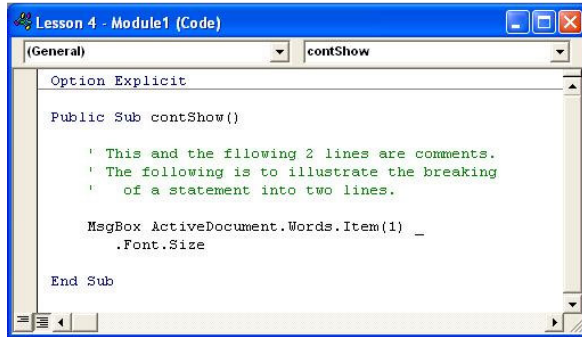 Lesson 4 - Module1 (Code)
(General) contShow
Option Explicit
Public Sub contShow()
' This and the fllowing 2 lines are comments.
' The following is to illustrate the breaking
' of a statement into two lines.
MsgBox ActiveDocument.Words.Item(1) _
.Font.Size
End Sub